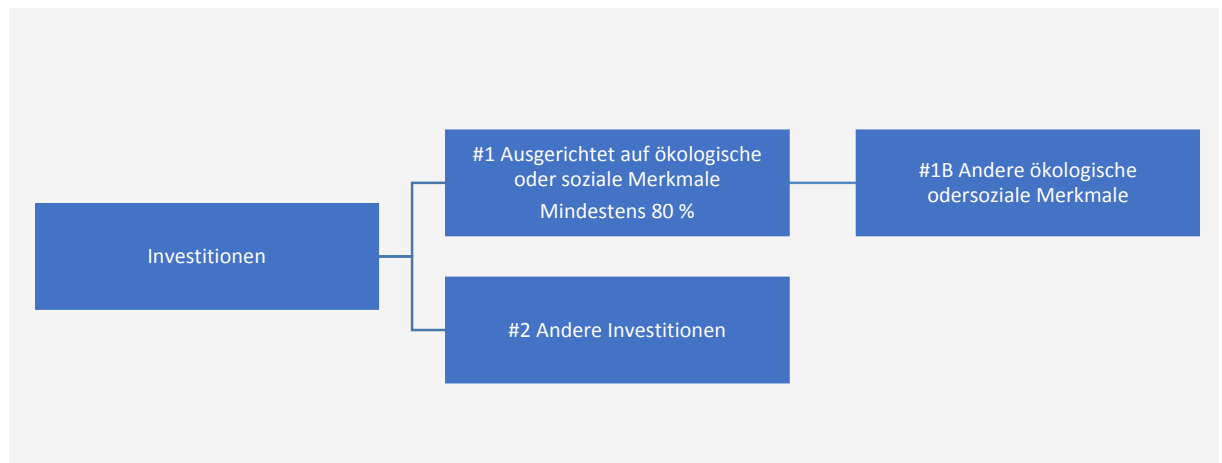 Investitionen
#1 Ausgerichtet auf ökologische
oder soziale Merkmale
Mindestens 80 %
#1B Andere ökologische
odersoziale Merkmale
#2 Andere Investitionen